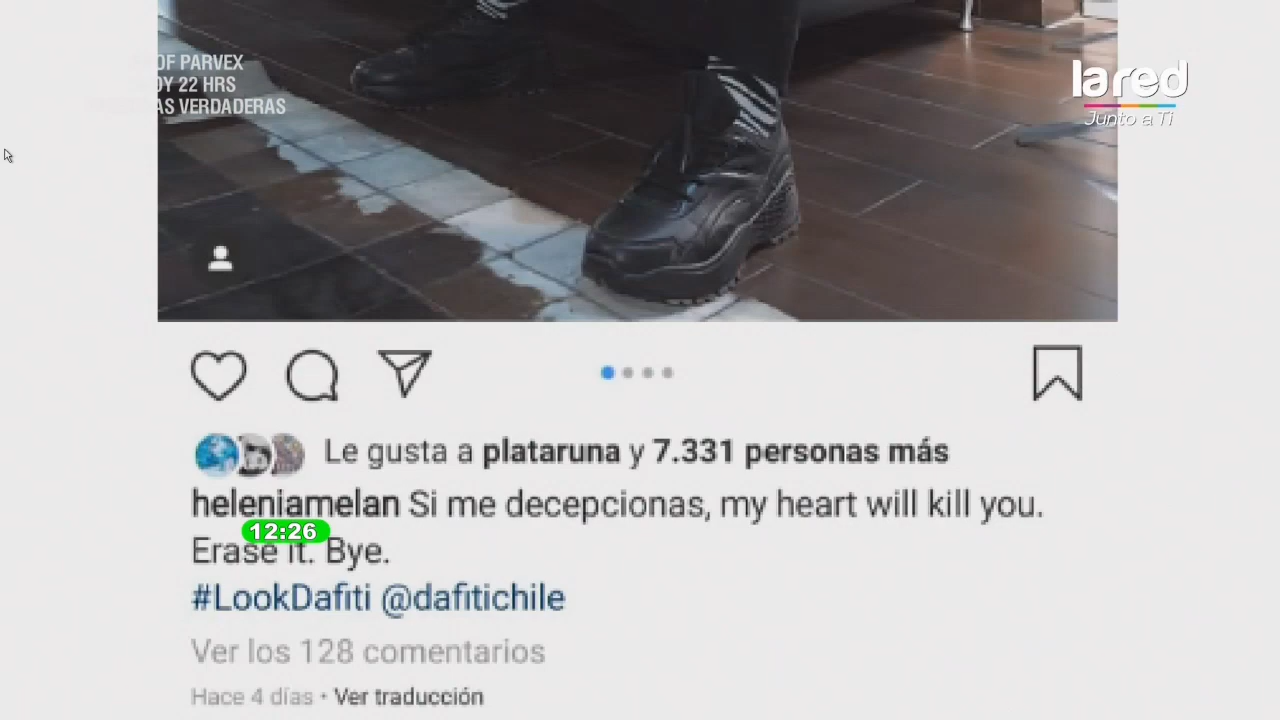 OF PARVEX
OY 22 HRS
AS VERDADERAS
lared
Junto a Ti
Le gusta a plataruna y 7.331 personas más
heleniamelan Si me decepcionas, my heart will kill you.
12:26
Erase it. Bye.
#LookDafiti @dafitichile
Ver los 128 comentarios
Hace 4 días • Ver traducción